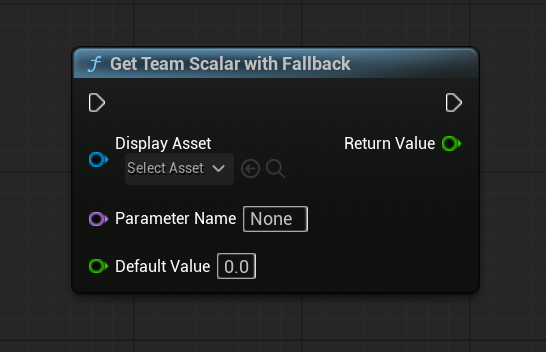 Get Team Scalar with Fallback
Display Asset
Return Value
Select Asset
Parameter Name None
Default Value 0.0